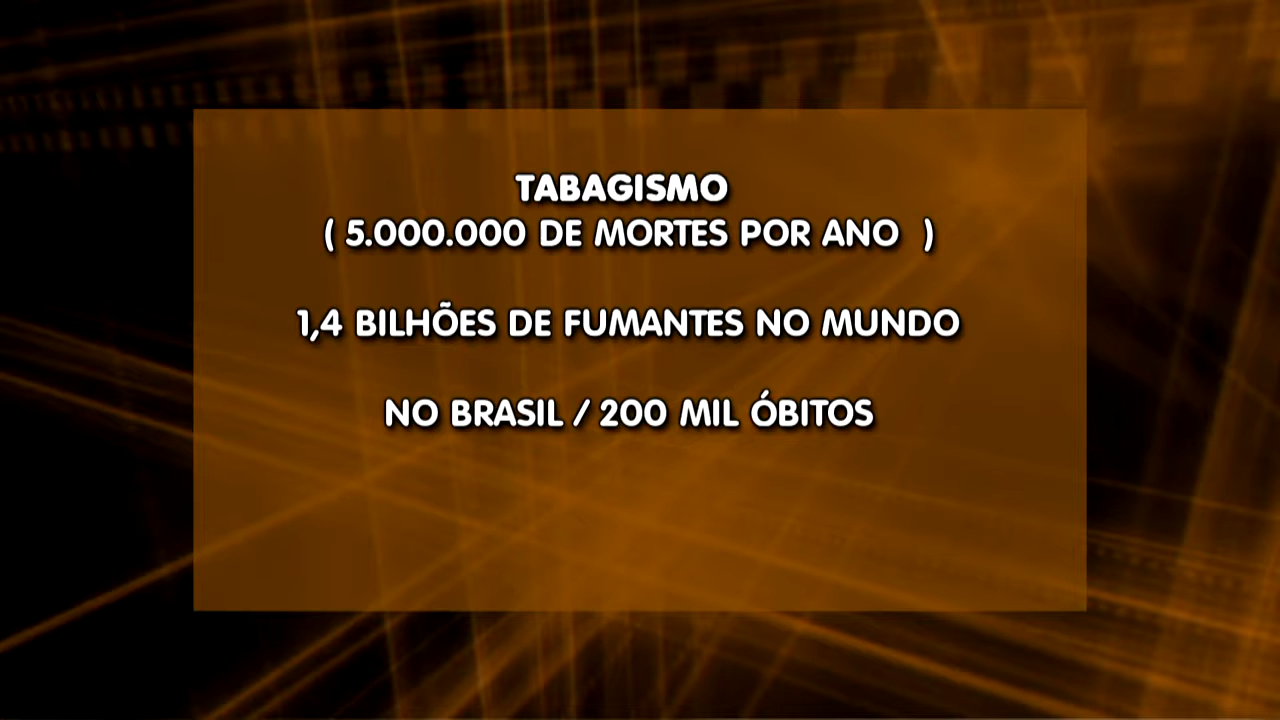 TABAGISMO
( 5.000.000 DE MORTES POR ANO )
1,4 BILHÕES DE FUMANTES NO MUNDO
NO BRASIL / 200 MIL ÓBITOS